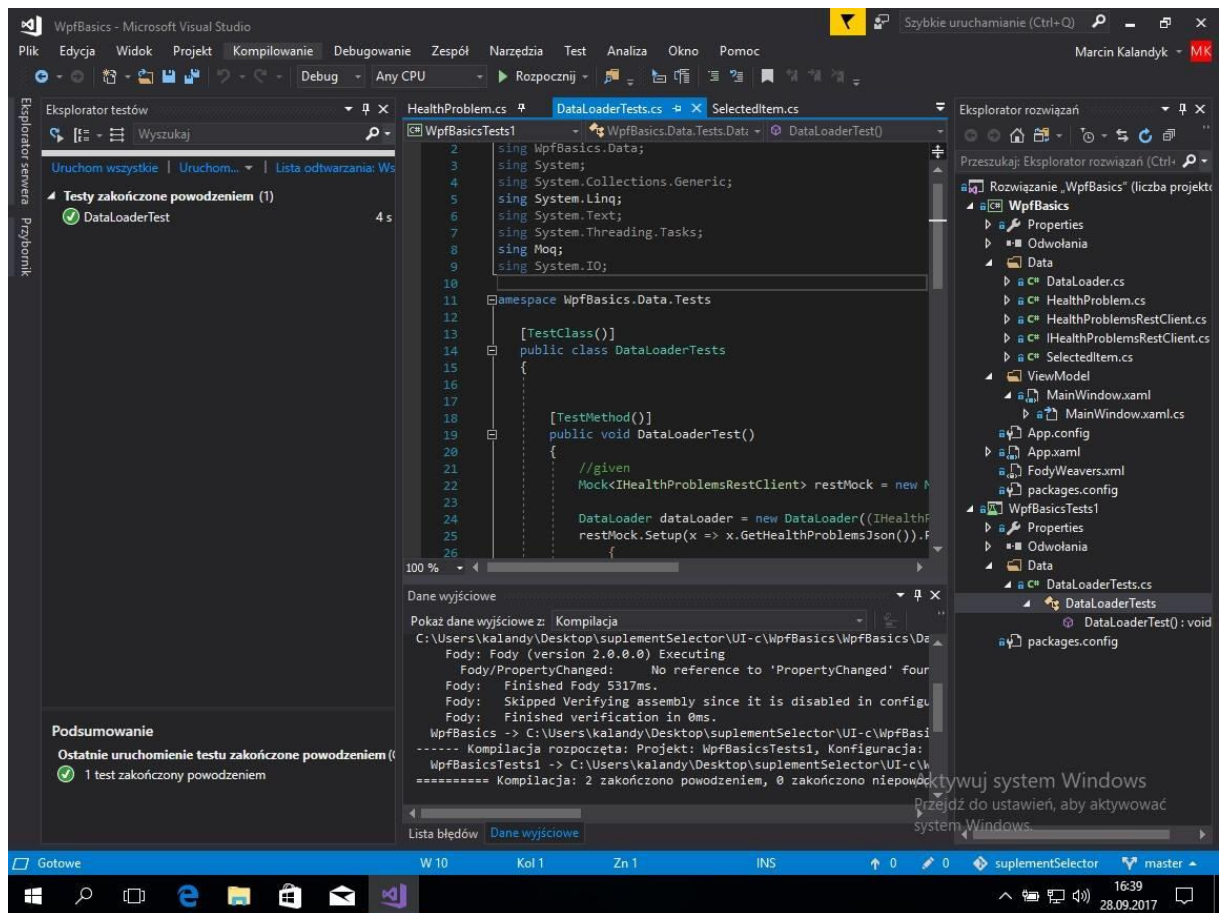 WpfBasics - Microsoft Visual Studio
Szybkie uruchamianie (Ctrl+Q)
Plik Edycja Widok Projekt Kompilowanie Debugowanie Zespół Narzędzia Test Analiza Okno Pomoc
Marcin Kalandyk MK
Debug Any CPU Rozpocznij
Eksplorator serwera
Przybornik
Eksplorator testów
Wyszukaj
Uruchom wszystkie | Uruchom... | Lista odtwarzania: Ws
Testy zakończone powodzeniem (1)
DataLoaderTest 4 s
Podsumowanie
Ostatnie uruchomienie testu zakończone powodzeniem (
1 test zakończony powodzeniem
HealthProblem.cs DataLoaderTests.cs SelectedItem.cs
C# WpfBasicsTests1 WpfBasics.Data.Tests.Data DataLoaderTest()
2 sing WpfBasics.Data;
3 sing System;
4 sing System.Collections.Generic;
5 sing System.Linq;
6 sing System.Text;
7 sing System.Threading.Tasks;
8 sing Moq;
9 sing System.IO;
10
11 amespace WpfBasics.Data.Tests
12
13 [TestClass()]
14 public class DataLoaderTests
15 {
16
17
18 [TestMethod()]
19 public void DataLoaderTest()
20 {
21 //given
22 Mock<IHealthProblemsRestClient> restMock = new M
23
24 DataLoader dataLoader = new DataLoader((IHealthP
25 restMock.Setup(x => x.GetHealthProblemsJson()).R
26 {
100 %
Dane wyjściowe
Pokaż dane wyjściowe z: Kompilacja
C:\Users\kalandy\Desktop\suplementSelector\UI-c\WpfBasics\WpfBasics\Da
Fody: Fody (version 2.0.0.0) Executing
Fody/PropertyChanged: No reference to 'PropertyChanged' four
Fody: Finished Fody 5317ms.
Fody: Skipped Verifying assembly since it is disabled in configu
Fody: Finished verification in 0ms.
WpfBasics -> C:\Users\kalandy\Desktop\suplementSelector\UI-c\WpfBasi
------ Kompilacja rozpoczęta: Projekt: WpfBasicsTests1, Konfiguracja:
WpfBasicsTests1 -> C:\Users\kalandy\Desktop\suplementSelector\UI-c\W
========== Kompilacja: 2 zakończono powodzeniem, 0 zakończono niepowod
Lista błędów Dane wyjściowe
Eksplorator rozwiązań
Przeszukaj: Eksplorator rozwiązań (Ctrl+
Rozwiązanie „WpfBasics” (liczba projektó
C# WpfBasics
Properties
Odwołania
Data
C# DataLoader.cs
C# HealthProblem.cs
C# HealthProblemsRestClient.cs
C# IHealthProblemsRestClient.cs
C# SelectedItem.cs
ViewModel
MainWindow.xaml
MainWindow.xaml.cs
App.config
App.xaml
FodyWeavers.xml
packages.config
WpfBasicsTests1
Properties
Odwołania
Data
C# DataLoaderTests.cs
DataLoaderTests
DataLoaderTest() : void
packages.config
Aktywuj system Windows
Przejdź do ustawień, aby aktywować
system Windows.
Gotowe W 10 Kol 1 Zn 1 INS 0 0 suplementSelector master
16:39
28.09.2017